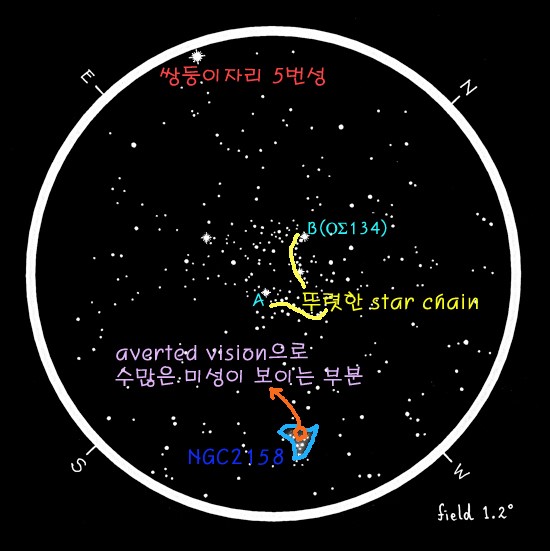 쌍둥이자리 5번성
E
N
B(OΣ134)
A
뚜렷한 star chain
averted vision으로
수많은 미성이 보이는 부분
NGC2158
S
W
field 1.2°